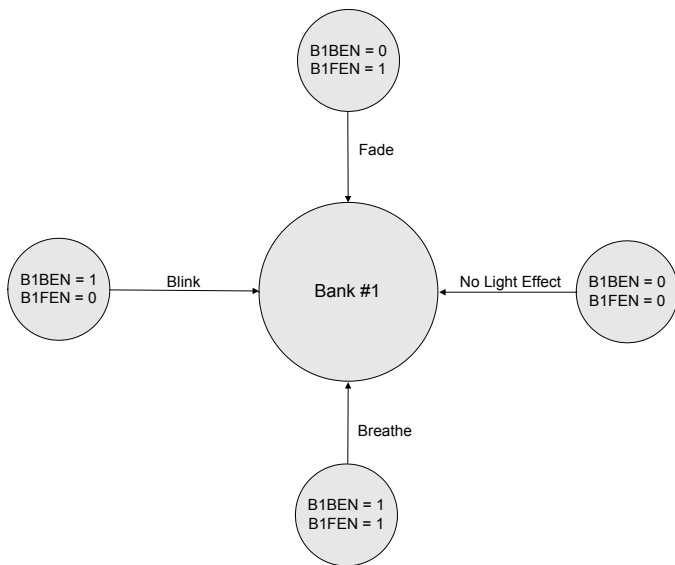 B1BEN = 0
B1FEN = 1
Fade
B1BEN = 1
B1FEN = 0
Blink
Bank #1
No Light Effect
B1BEN = 0
B1FEN = 0
Breathe
B1BEN = 1
B1FEN = 1